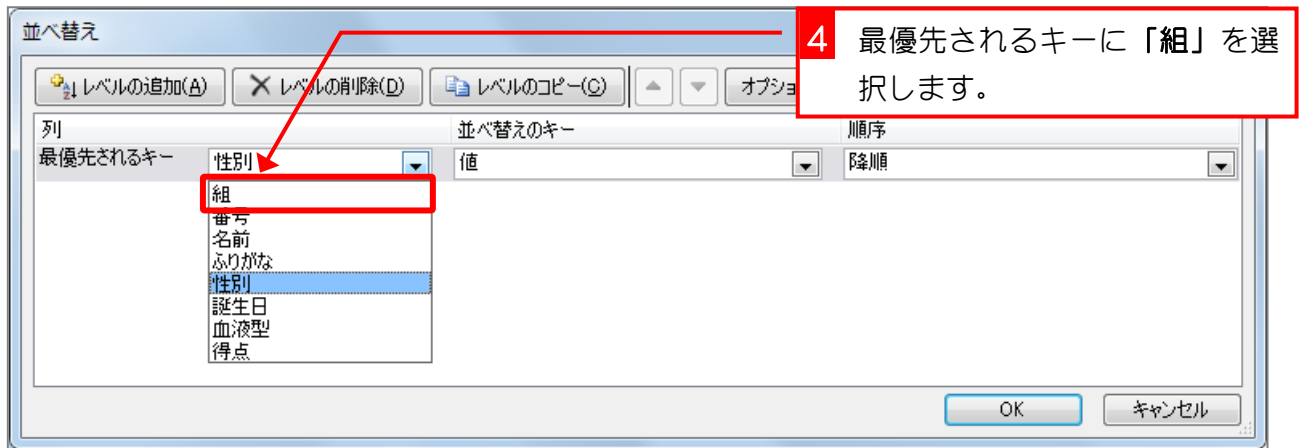 並べ替え
4 最優先されるキーに「組」を選
択します。
レベルの追加(A) レベルの削除(D) レベルのコピー(C) オプショ
列 並べ替えのキー 順序
最優先されるキー 性別 値 降順
組
番号
名前
ふりがな
性別
誕生日
血液型
得点
OK キャンセル